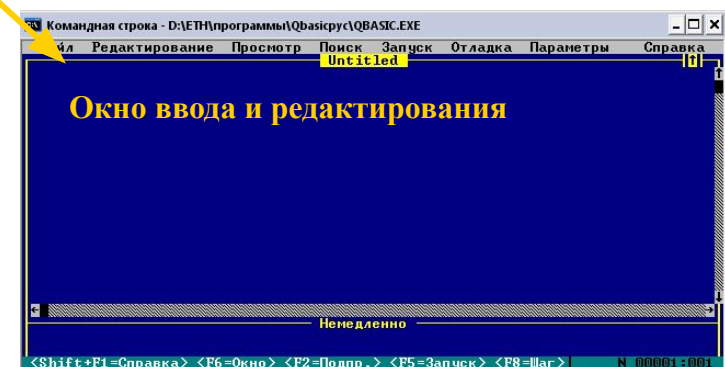 Командная строка - D:\ETH\программы\Qbasicрус\QBASIC.EXE
йл Редактирование Просмотр Поиск Запуск Отладка Параметры Справка
Untitled
Окно ввода и редактирования
Немедленно
<Shift+F1=Справка> <F6=Окно> <F2=Подпр.> <F5=Запуск> <F8=Шаг> N 00001:001